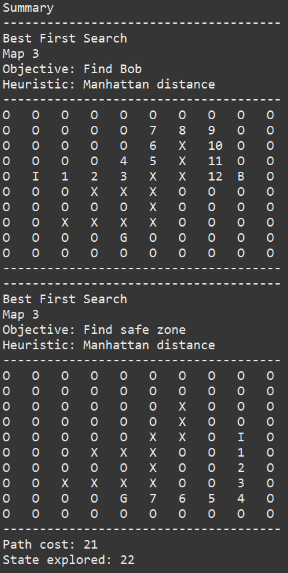 Summary
--------------------------------------
Best First Search
Map 3
Objective: Find Bob
Heuristic: Manhattan distance
--------------------------------------
O O O O O O O O O O
O O O O O 7 8 9 O O
O O O O O 6 X 10 O O
O O O O 4 5 X 11 O O
O I 1 2 3 X X 12 B O
O O O X X X O O O O
O O O O O X O O O O
O O X X X X O O O O
O O O O G O O O O O
O O O O O O O O O O
--------------------------------------
--------------------------------------
Best First Search
Map 3
Objective: Find safe zone
Heuristic: Manhattan distance
--------------------------------------
O O O O O O O O O O
O O O O O O O O O O
O O O O O O X O O O
O O O O O O X O O O
O O O O O X X O I O
O O O X X X O O 1 O
O O O O O X O O 2 O
O O X X X X O O 3 O
O O O O G 7 6 5 4 O
O O O O O O O O O O
--------------------------------------
Path cost: 21
State explored: 22